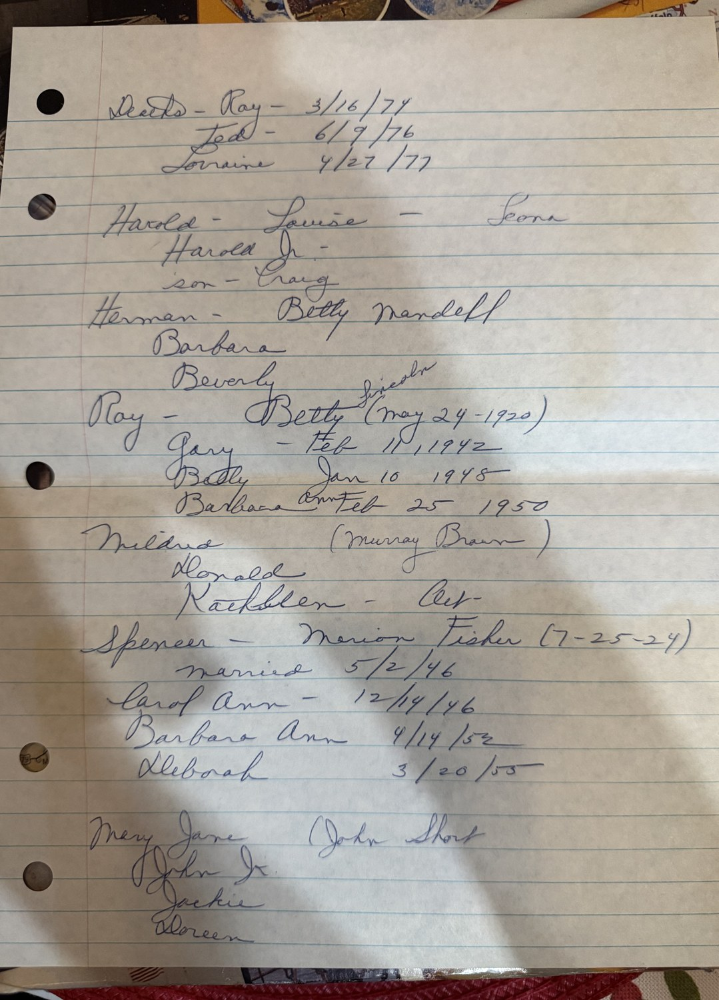 Deaths - Ray - 3/16/74
Ted - 6/9/76
Lorraine 4/27/77
Harold - Louise - Leona
Harold Jr. -
son - Craig
Herman - Betty Mandell
Barbara
Beverly
Lincoln
Ray - Betty (May 24-1920)
Gary - Feb 11, 1942
Betty Jan 10 1948
Barbara Ann Feb 25 1950
Mildred (Murray Braun)
Donald
Kathleen - Oct-
Spencer - Marion Fisher (7-25-24)
married 5/2/46
Carol Ann - 12/14/46
Barbara Ann 4/14/52
Deborah 3/20/55
Mary Jane (John Short
John Jr.
Jackie
Doreen